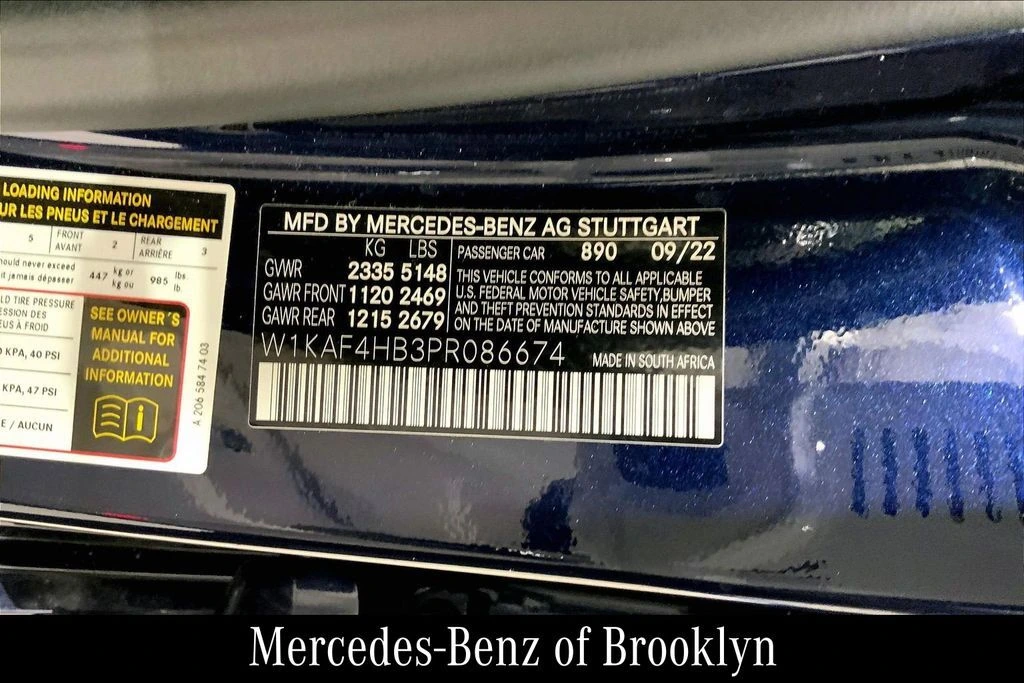 LOADING INFORMATION
UR LES PNEUS ET LE CHARGEMENT
5 FRONT AVANT 2 REAR ARRIÈRE 3
hould never exceed
it jamais dépasser 447 kg or kg ou 985 lbs. lb.
LD TIRE PRESSURE
ESSION DES
EUS À FROID
KPA, 40 PSI
KPA, 47 PSI
E / AUCUN
SEE OWNER'S
MANUAL FOR
ADDITIONAL
INFORMATION
A 206 584 74 03
MFD BY MERCEDES-BENZ AG STUTTGART
KG LBS
GVWR 2335 5148
GAWR FRONT 1120 2469
GAWR REAR 1215 2679
PASSENGER CAR 890 09/22
THIS VEHICLE CONFORMS TO ALL APPLICABLE
U.S. FEDERAL MOTOR VEHICLE SAFETY,BUMPER
AND THEFT PREVENTION STANDARDS IN EFFECT
ON THE DATE OF MANUFACTURE SHOWN ABOVE
W1KAF4HB3PR086674 MADE IN SOUTH AFRICA
Mercedes-Benz of Brooklyn